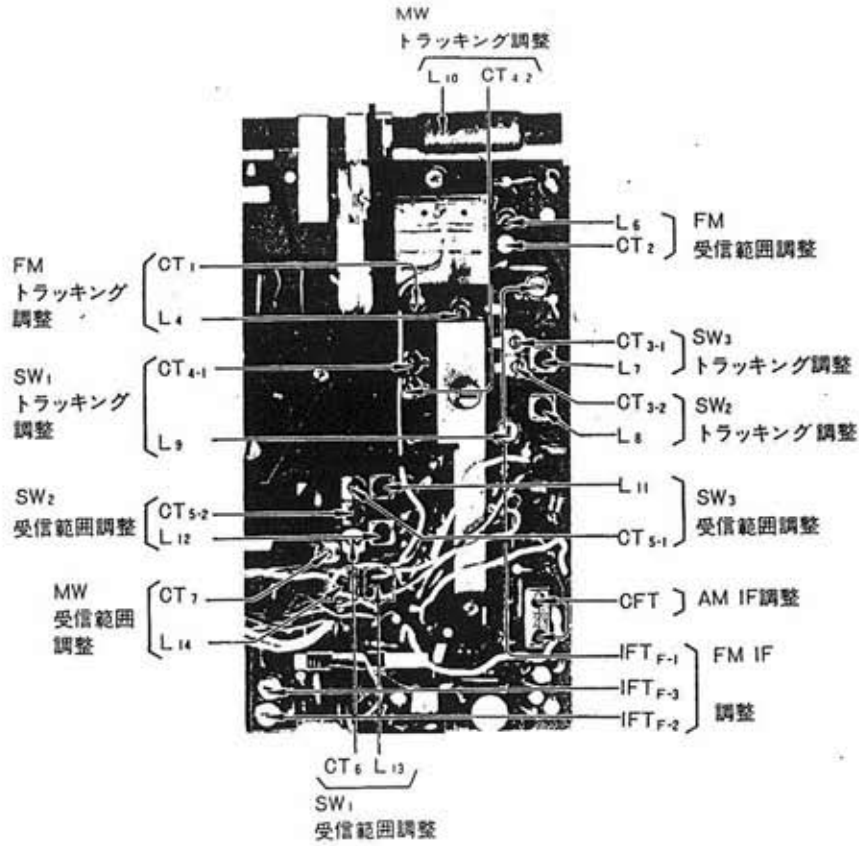 MW
トラッキング調整
L10 CT4-2
L6
CT2
FM
受信範囲調整
FM
トラッキング
調整
CT1
L4
CT3-1
L7
SW3
トラッキング調整
SW1
トラッキング
調整
CT4-1
L9
CT3-2
L8
SW2
トラッキング調整
SW2
受信範囲調整
CT5-2
L12
L11
CT5-1
SW3
受信範囲調整
MW
受信範囲
調整
CT7
L14
CFT
AM IF調整
IFTF-1
IFTF-3
IFTF-2
FM IF
調整
CT6 L13
SW1
受信範囲調整